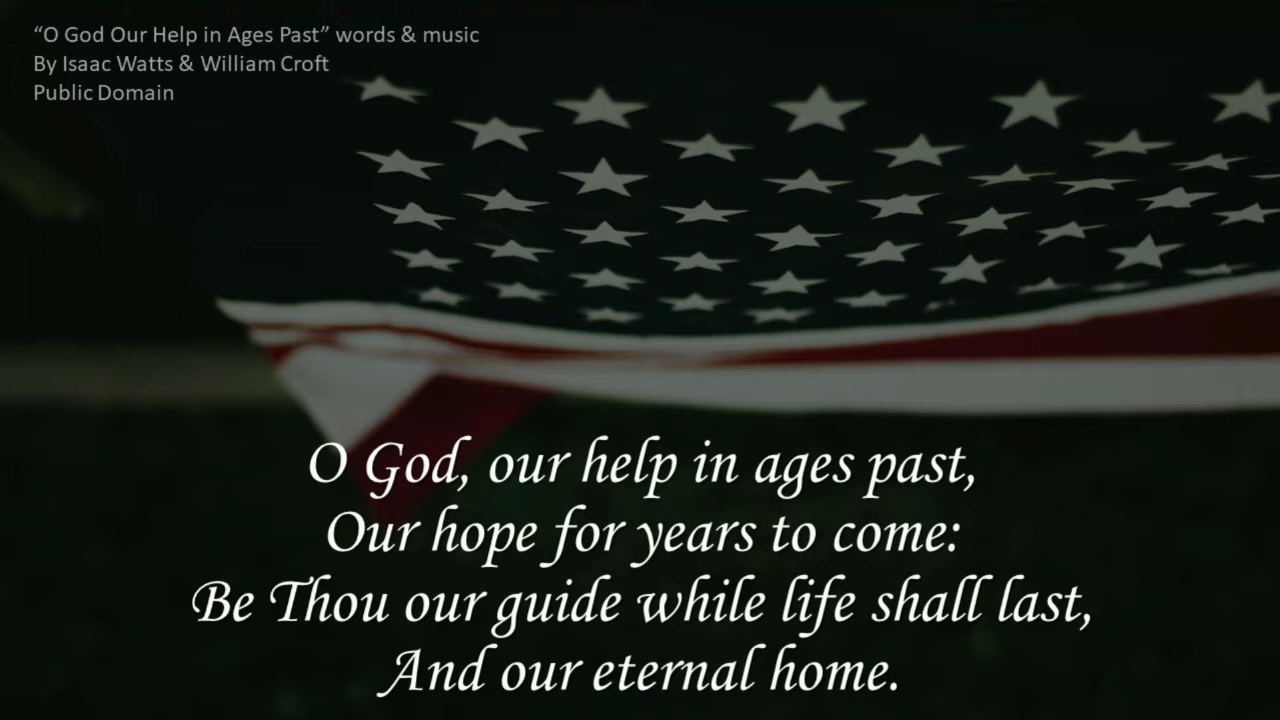 “O God Our Help in Ages Past” words & music
By Isaac Watts & William Croft
Public Domain
O God, our help in ages past,
Our hope for years to come:
Be Thou our guide while life shall last,
And our eternal home.